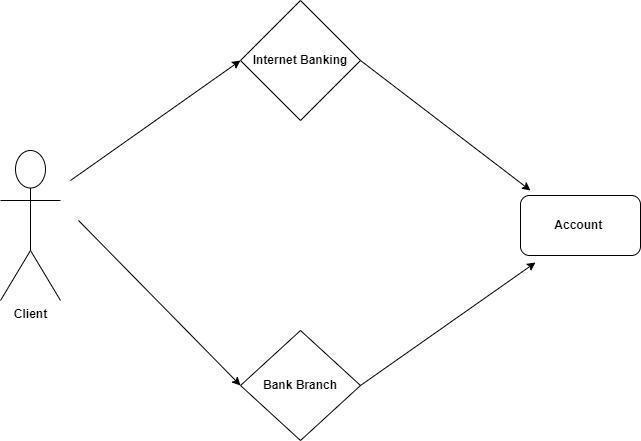 Internet Banking
Account
Client
Bank Branch